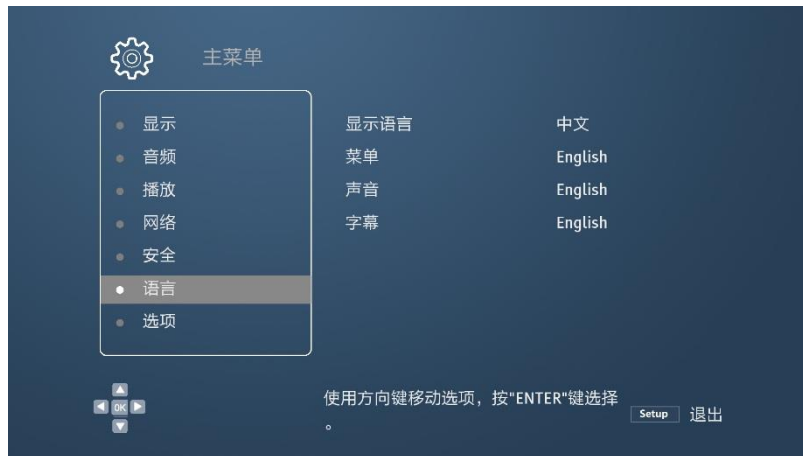 主菜单
显示
音频
播放
网络
安全
语言
选项
显示语言 中文
菜单 English
声音 English
字幕 English
OK
使用方向键移动选项，按"ENTER"键选择
。
Setup 退出